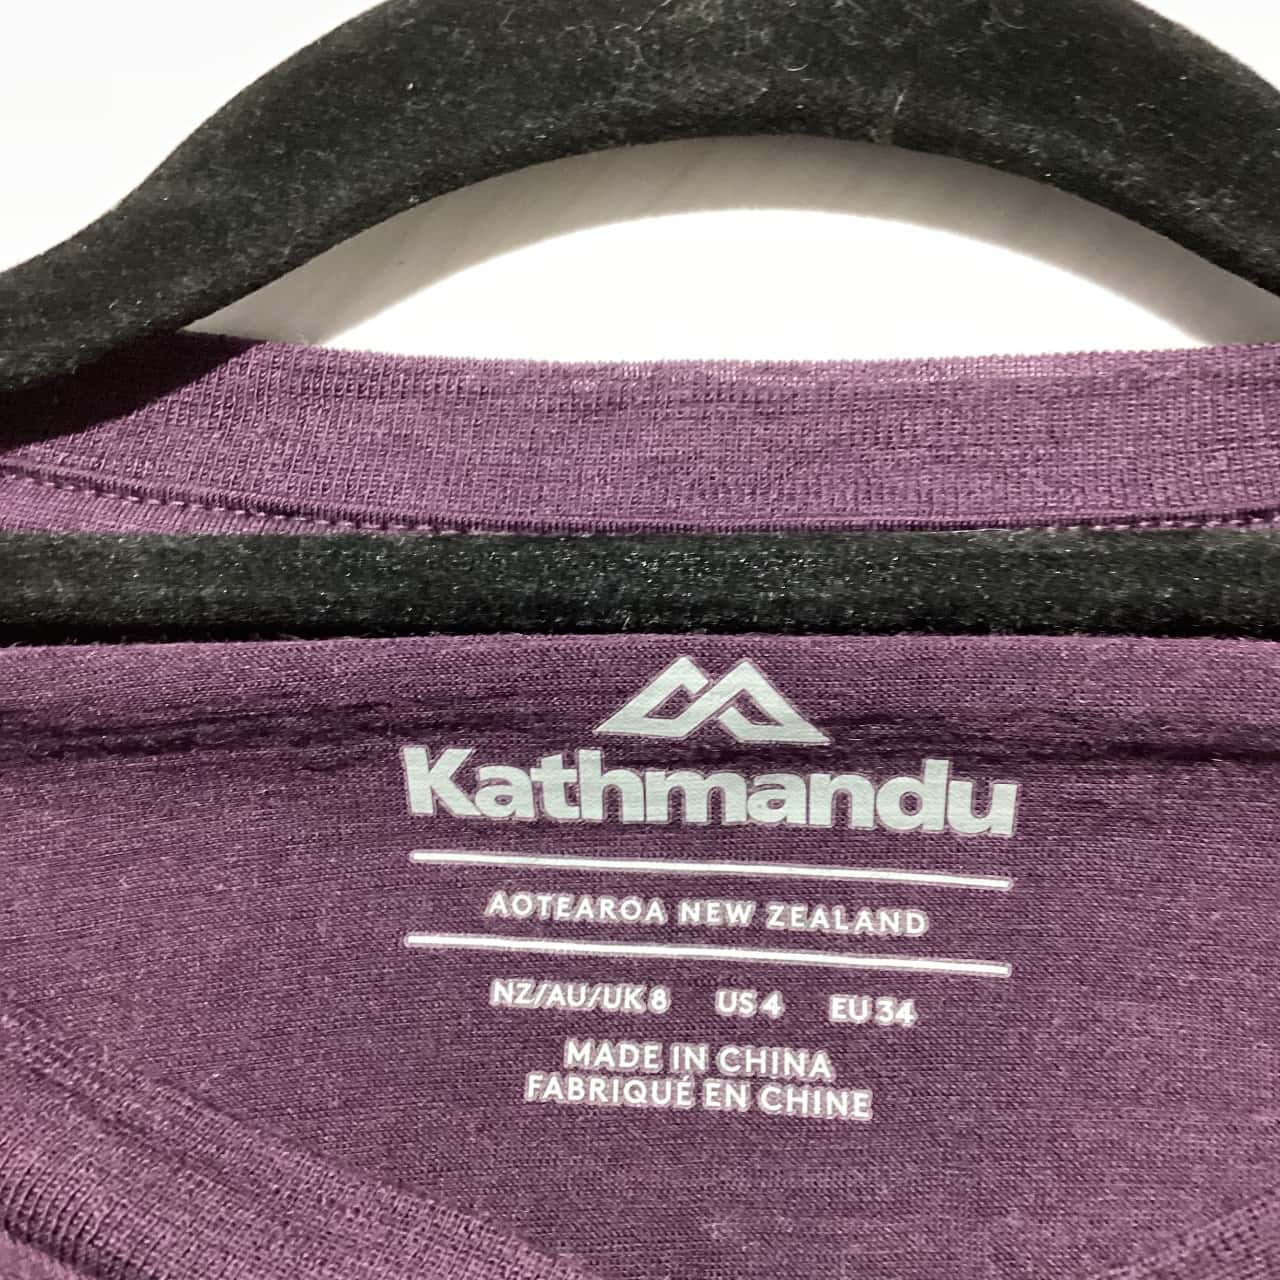 Kathmandu
AOTEAROA NEW ZEALAND
NZ/AU/UK 8 US 4 EU 34
MADE IN CHINA
FABRIQUÉ EN CHINE